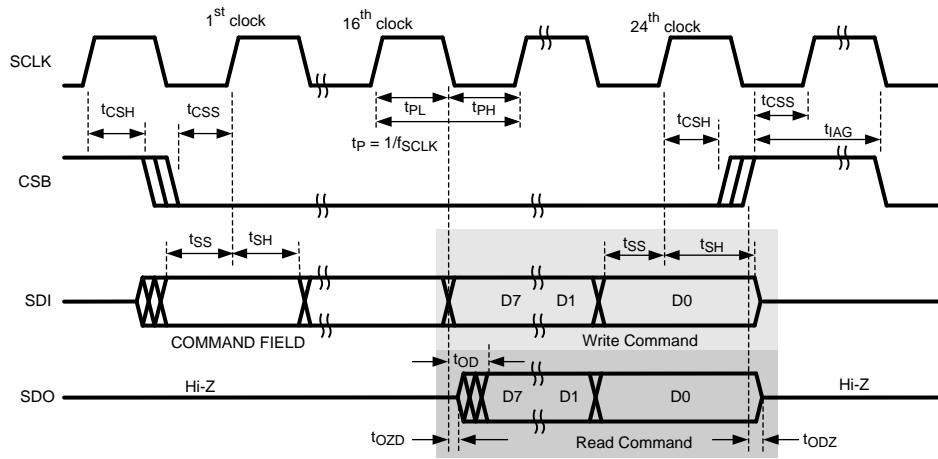 1st clock 16th clock 24th clock
SCLK
tCSH tCSS tPL tPH tCSH tCSS tIAG
tP = 1/fSCLK
CSB
tSS tSH tSS tSH
SDI D7 D1 D0
COMMAND FIELD Write Command
tOD
Hi-Z Hi-Z
SDO D7 D1 D0
tOZD Read Command tODZ